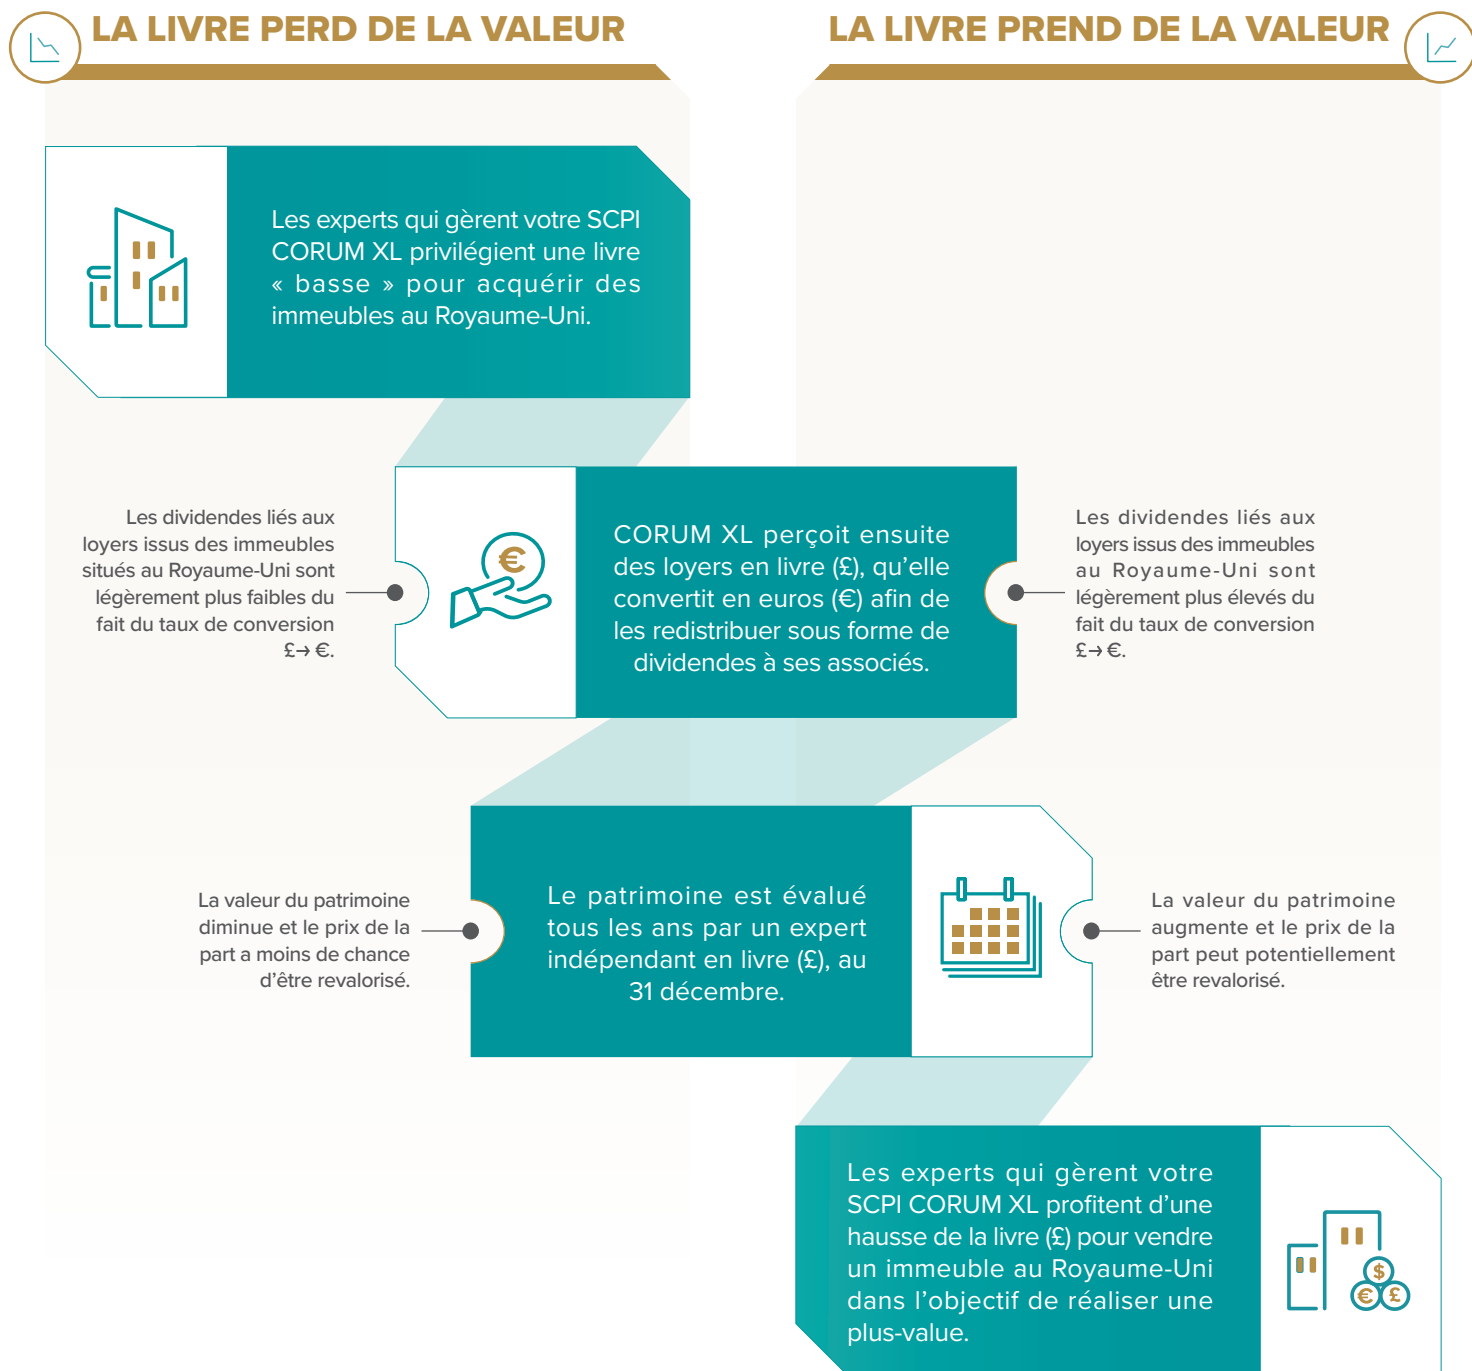 LA LIVRE PERD DE LA VALEUR
LA LIVRE PREND DE LA VALEUR
Les experts qui gèrent votre SCPI
CORUM XL privilégient une livre
« basse » pour acquérir des
immeubles au Royaume-Uni.
Les dividendes liés aux
loyers issus des immeubles
situés au Royaume-Uni sont
légèrement plus faibles du
fait du taux de conversion
£→ €.
€
CORUM XL perçoit ensuite
des loyers en livre (£), qu’elle
convertit en euros (€) afin de
les redistribuer sous forme de
dividendes à ses associés.
Les dividendes liés aux
loyers issus des immeubles
au Royaume-Uni sont
légèrement plus élevés du
fait du taux de conversion
£→ €.
La valeur du patrimoine
diminue et le prix de la
part a moins de chance
d’être revalorisé.
Le patrimoine est évalué
tous les ans par un expert
indépendant en livre (£), au
31 décembre.
La valeur du patrimoine
augmente et le prix de la
part peut potentiellement
être revalorisé.
Les experts qui gèrent votre
SCPI CORUM XL profitent d’une
hausse de la livre (£) pour vendre
un immeuble au Royaume-Uni
dans l’objectif de réaliser une
plus-value.
$
€ £